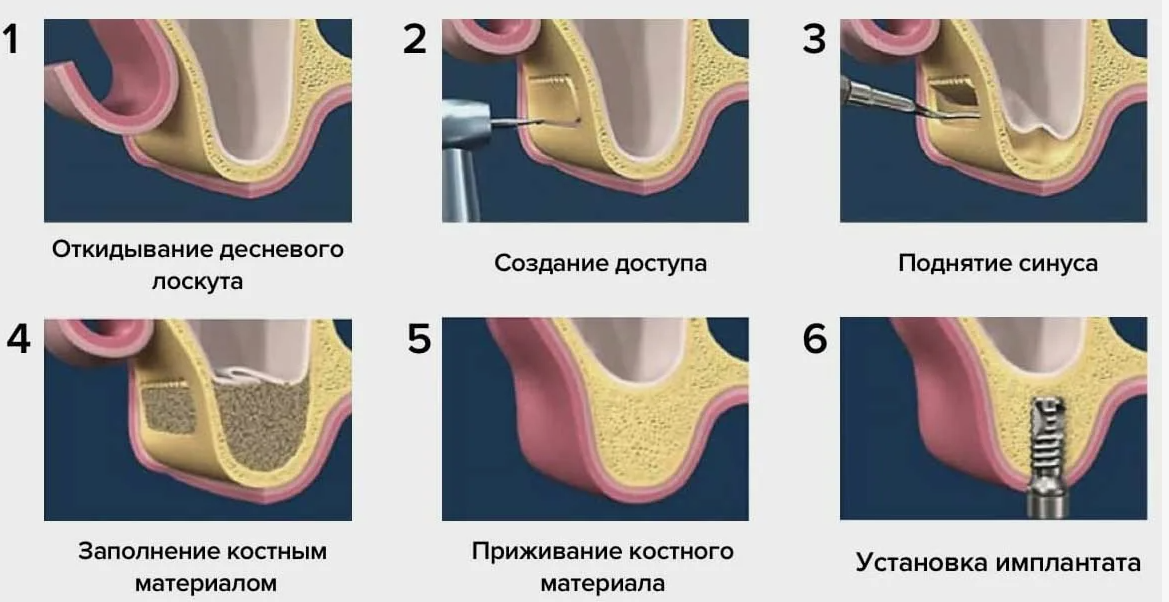 1
2
3
Откидывание десневого
лоскута
Создание доступа
Поднятие синуса
4
5
6
Заполнение костным
материалом
Приживание костного
материала
Установка имплантата